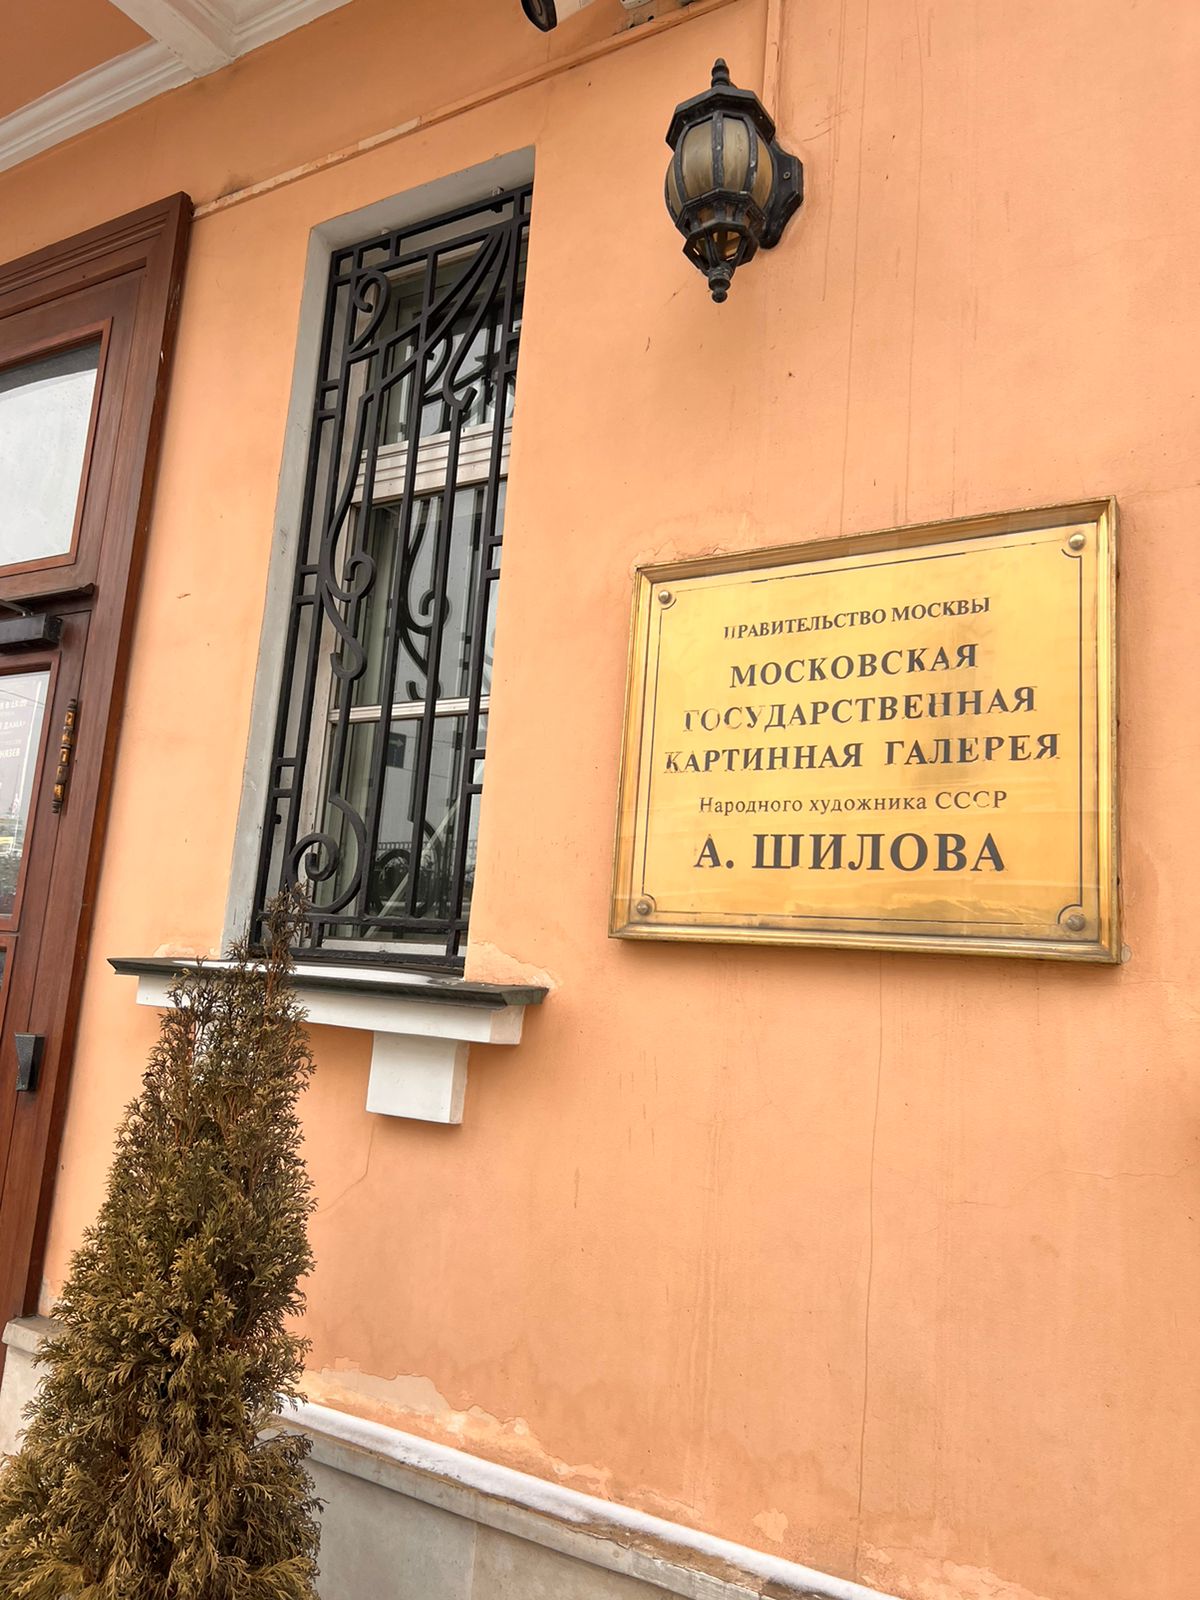 ПРАВИТЕЛЬСТВО МОСКВЫ
МОСКОВСКАЯ
ГОСУДАРСТВЕННАЯ
КАРТИННАЯ ГАЛЕРЕЯ
Народного художника СССР
А. ШИЛОВА